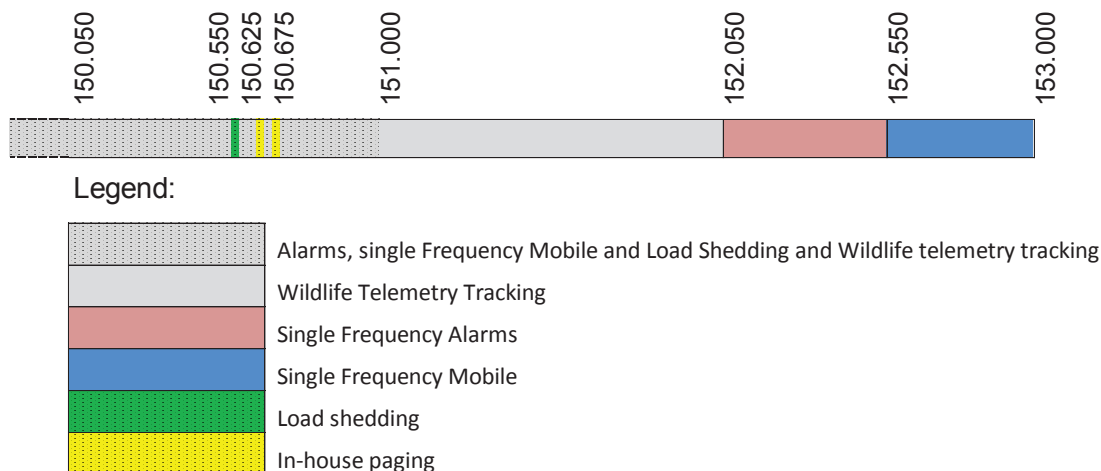 150.050
150.550
150.625
150.675
151.000
152.050
152.550
153.000
Legend:
Alarms, single Frequency Mobile and Load Shedding and Wildlife telemetry tracking
Wildlife Telemetry Tracking
Single Frequency Alarms
Single Frequency Mobile
Load shedding
In-house paging